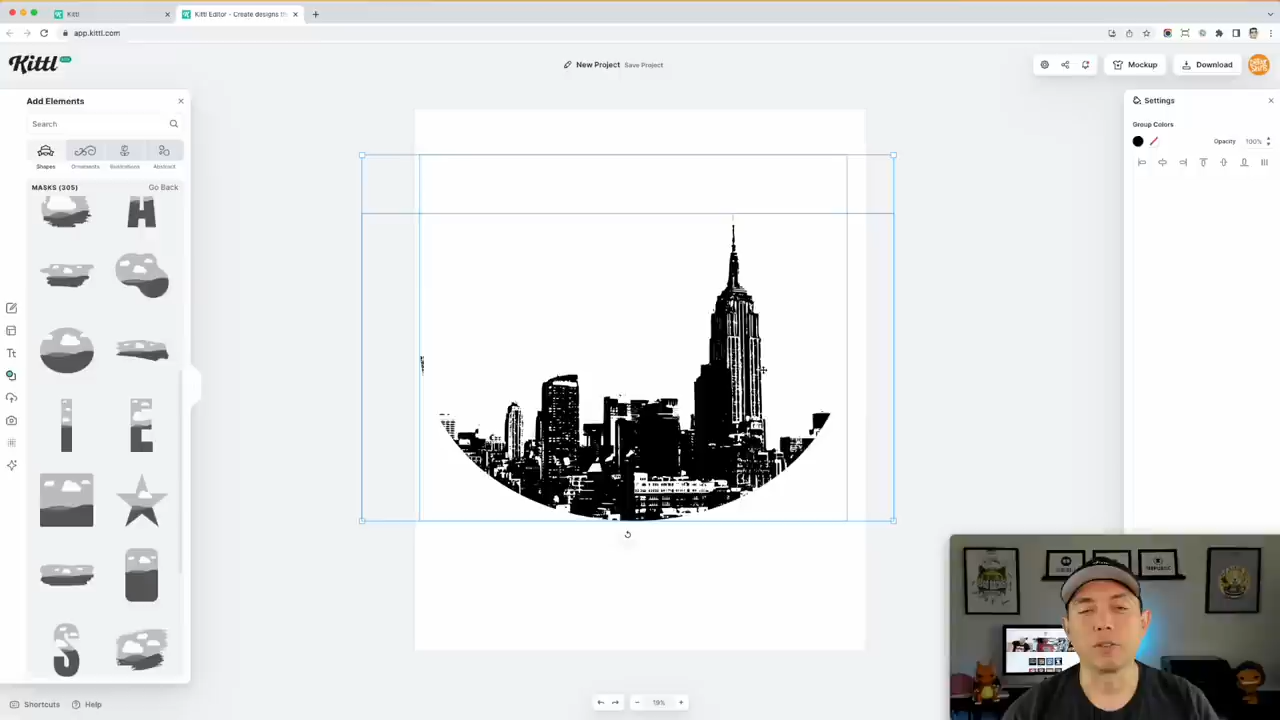 Kittl
Kittl Editor - Create designs th
app.kittl.com
Kittl
New Project
Save Project
Mockup
Download
Add Elements
Search
Shapes
Ornaments
Illustrations
Abstract
MASKS (305)
Go Back
Settings
Group Colors
Opacity
100%
Shortcuts
Help
19%